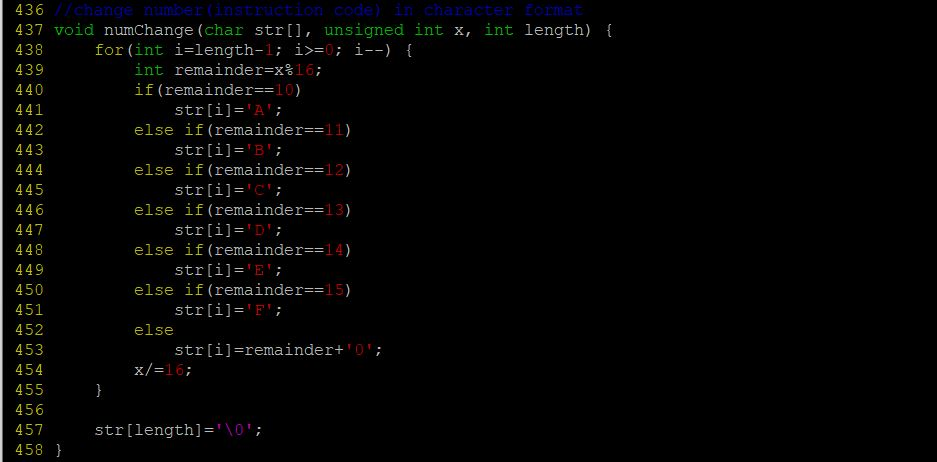 436 //change number(instruction code) in character format
437 void numChange(char str[], unsigned int x, int length) {
438     for(int i=length-1; i>=0; i--) {
439         int remainder=x%16;
440         if(remainder==10)
441             str[i]='A';
442         else if(remainder==11)
443             str[i]='B';
444         else if(remainder==12)
445             str[i]='C';
446         else if(remainder==13)
447             str[i]='D';
448         else if(remainder==14)
449             str[i]='E';
450         else if(remainder==15)
451             str[i]='F';
452         else
453             str[i]=remainder+'0';
454         x/=16;
455     }
456
457     str[length]='\0';
458 }